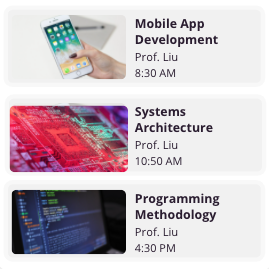 Mobile App
Development
Prof. Liu
8:30 AM
Systems
Architecture
Prof. Liu
10:50 AM
Programming
Methodology
Prof. Liu
4:30 PM